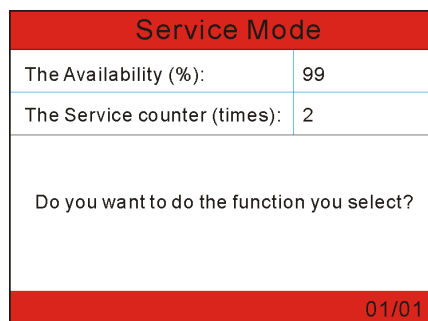 Service Mode
The Availability (%): 99
The Service counter (times): 2
Do you want to do the function you select?
01/01